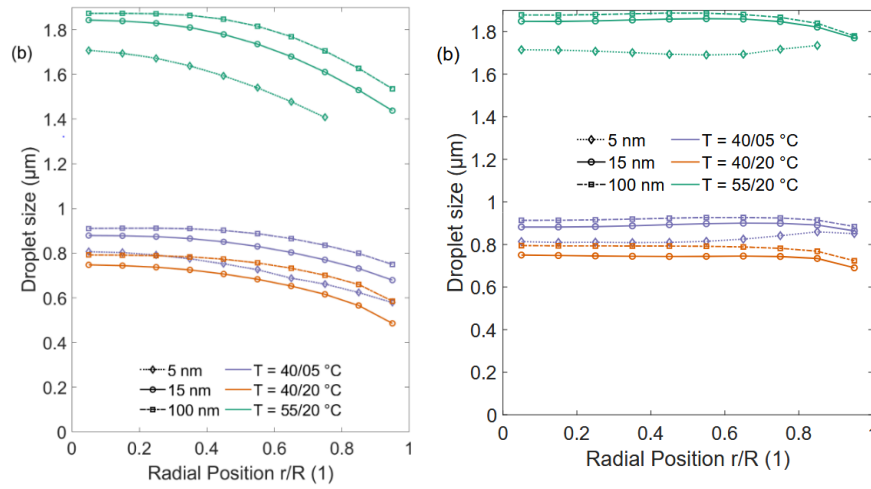 (b)
Droplet size (μm)
2
1.8
1.6
1.4
1.2
1
0.8
0.6
0.4
0.2
0
5 nm
15 nm
100 nm
T = 40/05 °C
T = 40/20 °C
T = 55/20 °C
0 0.2 0.4 0.6 0.8 1
Radial Position r/R (1)
(b)
Droplet size (μm)
2
1.8
1.6
1.4
1.2
1
0.8
0.6
0.4
0.2
0
5 nm
15 nm
100 nm
T = 40/05 °C
T = 40/20 °C
T = 55/20 °C
0 0.2 0.4 0.6 0.8 1
Radial Position r/R (1)